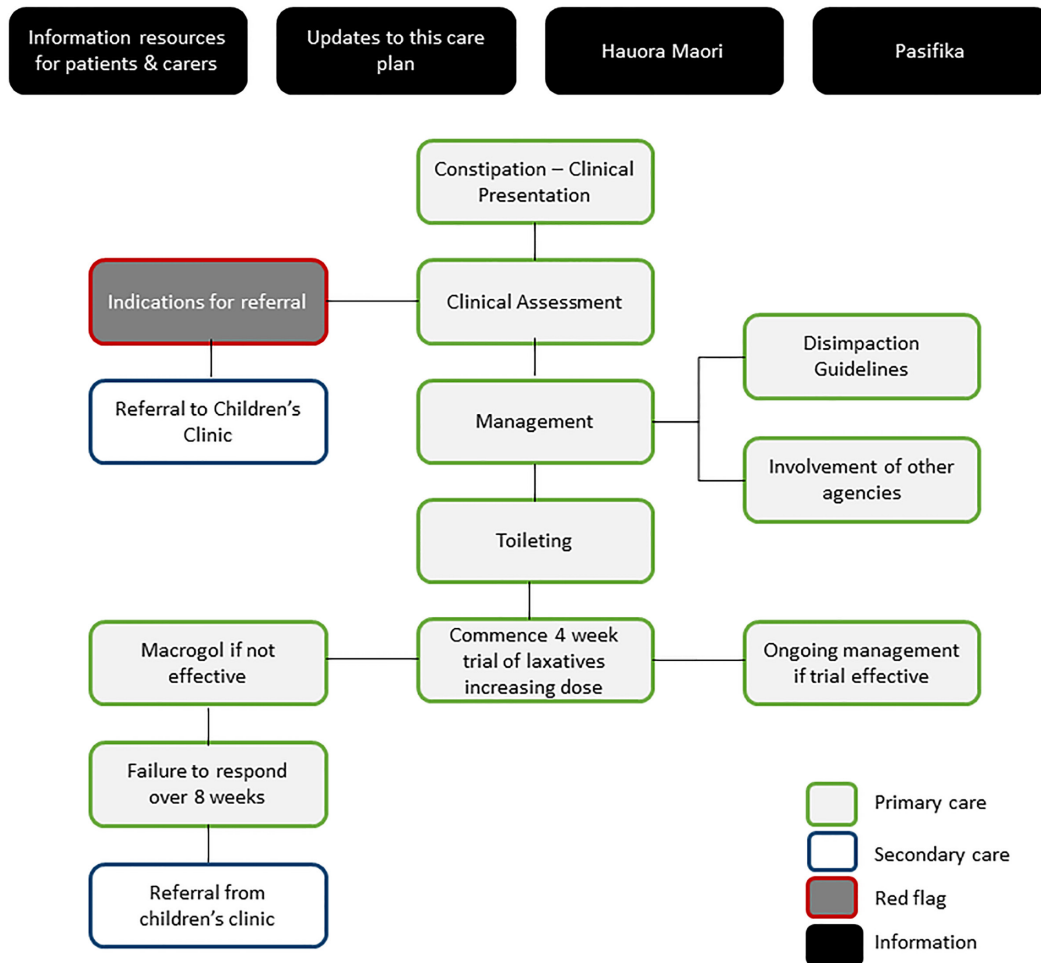 Information resources
for patients & carers
Updates to this care
plan
Hauora Maori
Pasifika
Constipation – Clinical
Presentation
Indications for referral
Clinical Assessment
Referral to Children's
Clinic
Management
Disimpaction
Guidelines
Involvement of other
agencies
Toileting
Macrogol if not
effective
Commence 4 week
trial of laxatives
increasing dose
Ongoing management
if trial effective
Failure to respond
over 8 weeks
Referral from
children's clinic
Primary care
Secondary care
Red flag
Information